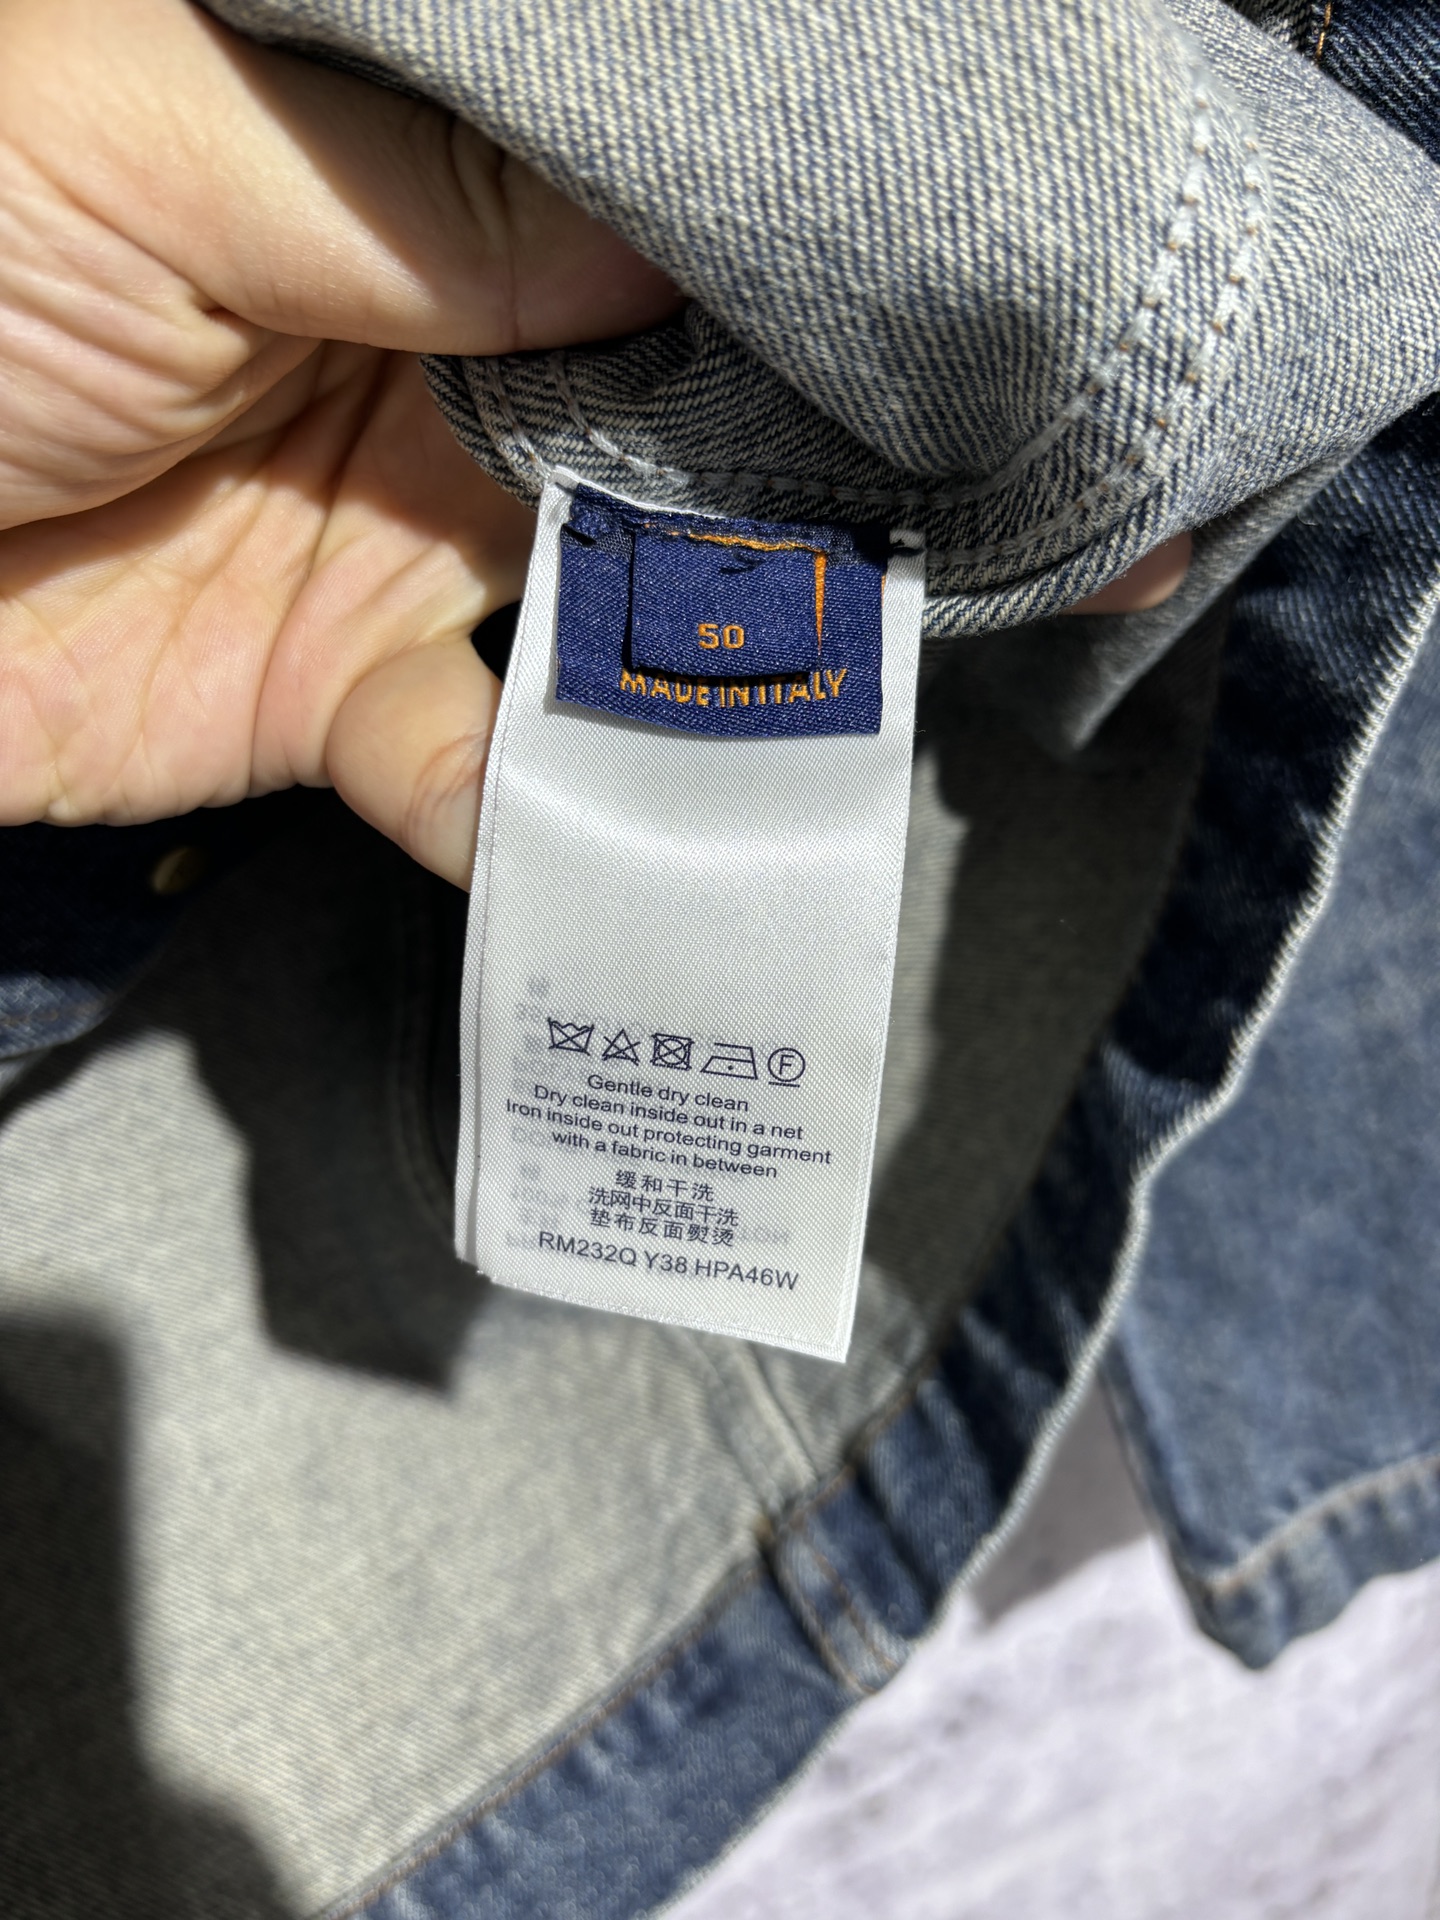 50
MADE IN ITALY
F
Gentle dry clean
Dry clean inside out in a net
Iron inside out protecting garment
with a fabric in between
缓和干洗
洗网中反面干洗
垫布反面熨烫
RM232Q Y38 HPA46W